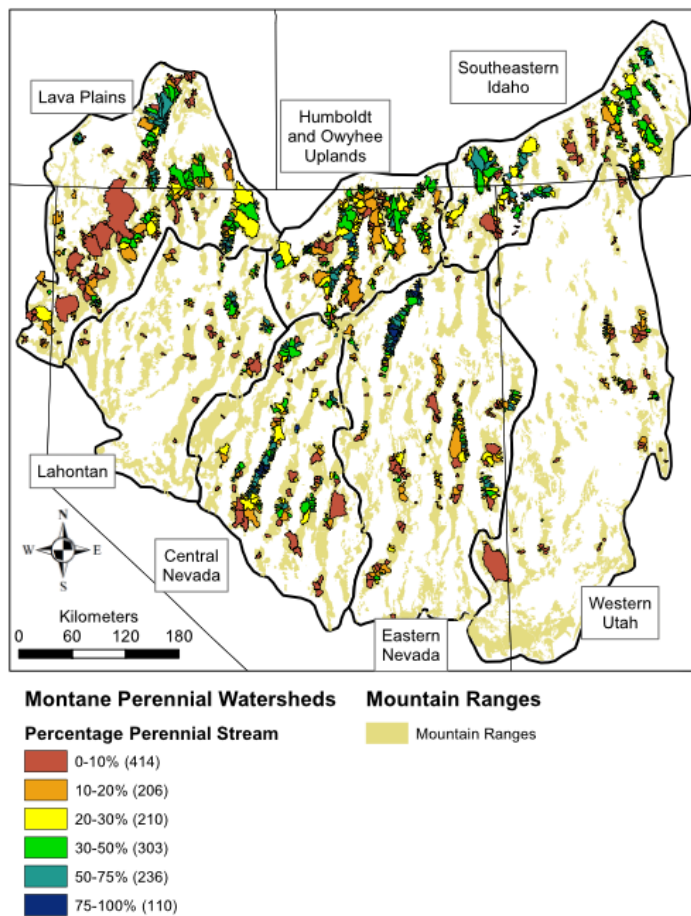 Lava Plains
Humboldt
and Owyhee
Uplands
Southeastern
Idaho
Lahontan
Central
Nevada
Eastern
Nevada
Western
Utah
N
W E
S
Kilometers
0 60 120 180
Montane Perennial Watersheds
Percentage Perennial Stream
0-10% (414)
10-20% (206)
20-30% (210)
30-50% (303)
50-75% (236)
75-100% (110)
Mountain Ranges
Mountain Ranges